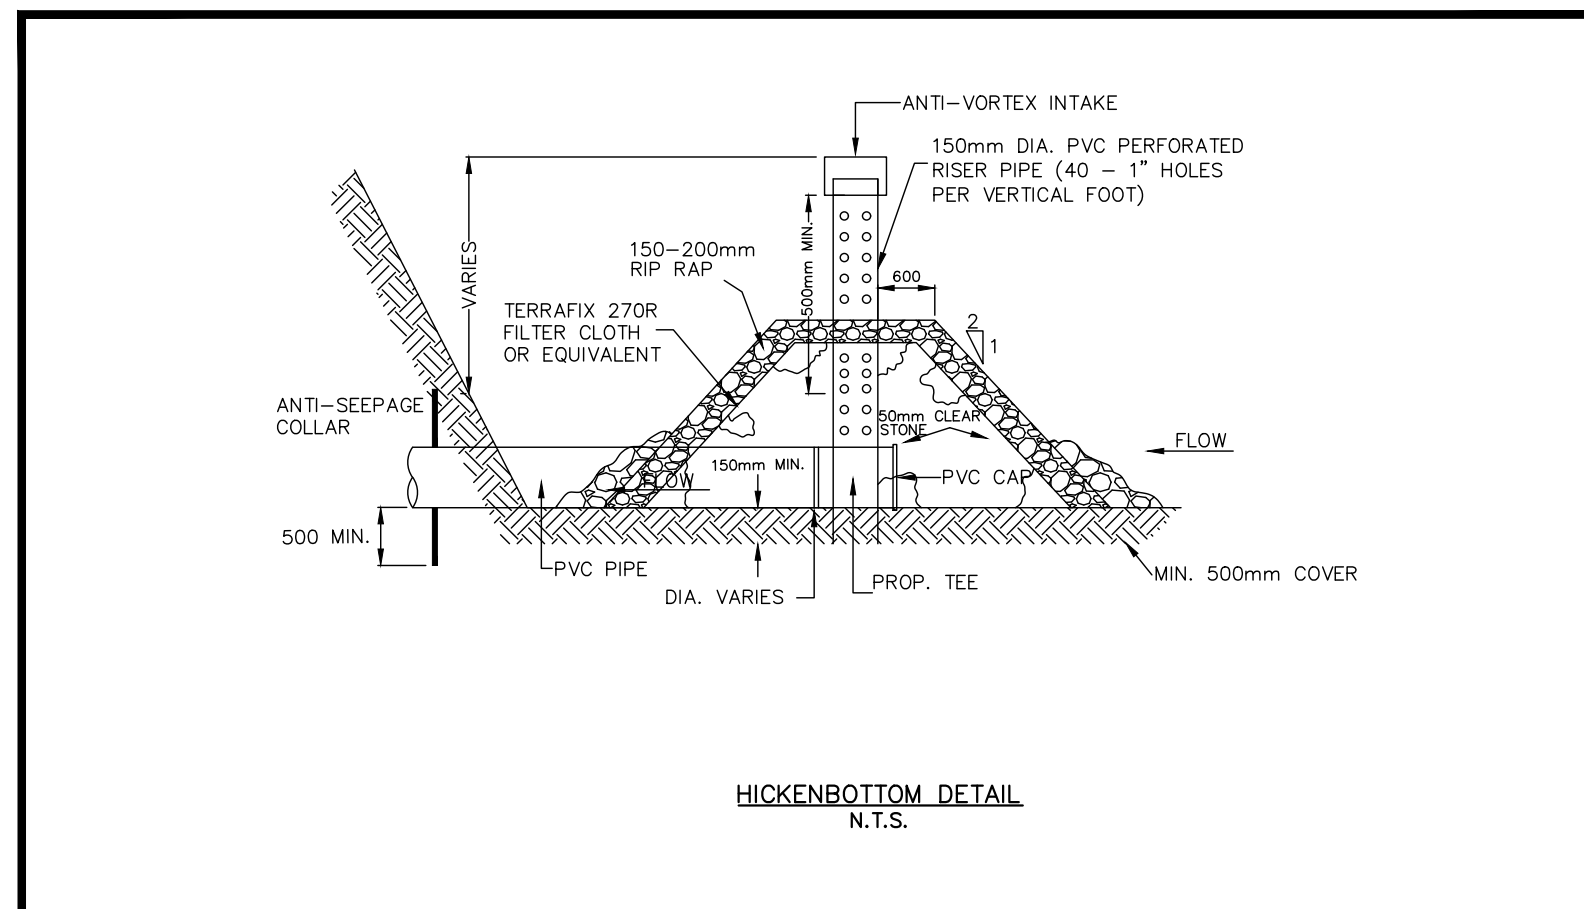 ANTI-VORTEX INTAKE
150mm DIA. PVC PERFORATED
RISER PIPE (40 - 1" HOLES
PER VERTICAL FOOT)
VARIES
500mm MIN.
150-200mm
RIP RAP
600
TERRAFIX 270R
FILTER CLOTH
OR EQUIVALENT
2
1
ANTI-SEEPAGE
COLLAR
50mm CLEAR
STONE
FLOW
150mm MIN.
FLOW
PVC CAP
500 MIN.
PVC PIPE
DIA. VARIES
PROP. TEE
MIN. 500mm COVER
HICKENBOTTOM DETAIL
N.T.S.